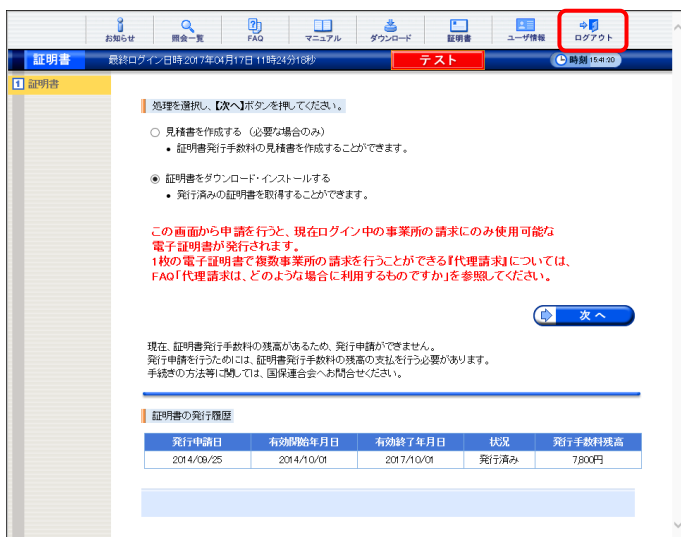 お知らせ 照会一覧 FAQ マニュアル ダウンロード 証明書 ユーザ情報 ログアウト
証明書 最終ログイン日時:2017年04月17日 11時24分18秒 テスト 時刻 15:41:20
1 証明書
処理を選択し、【次へ】ボタンを押してください。
見積書を作成する (必要な場合のみ)
• 証明書発行手数料の見積書を作成することができます。
証明書をダウンロード・インストールする
• 発行済みの証明書を取得することができます。
この画面から申請を行うと、現在ログイン中の事業所の請求にのみ使用可能な
電子証明書が発行されます。
1枚の電子証明書で複数事業所の請求を行うことができる『代理請求』については、
FAQ「代理請求は、どのような場合に利用するものですか」を参照してください。
次 へ
現在、証明書発行手数料の残高があるため、発行申請ができません。
発行申請を行うためには、証明書発行手数料の残高の支払を行う必要があります。
手続きの方法等に関しては、国保連合会へお問合せください。
証明書の発行履歴
発行申請日 有効開始年月日 有効終了年月日 状況 発行手数料残高
2014/09/25 2014/10/01 2017/10/01 発行済み 7,800円